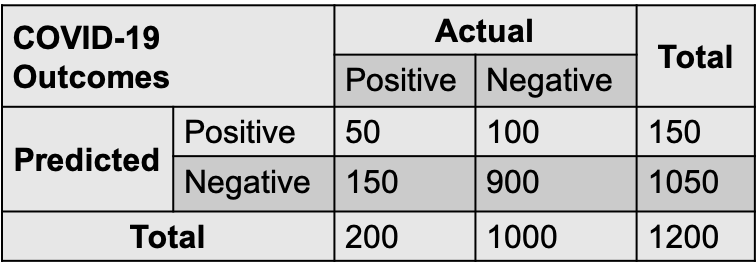 COVID-19 Outcomes Actual Total
Positive Negative
Predicted Positive 50 100 150
Negative 150 900 1050
Total 200 1000 1200